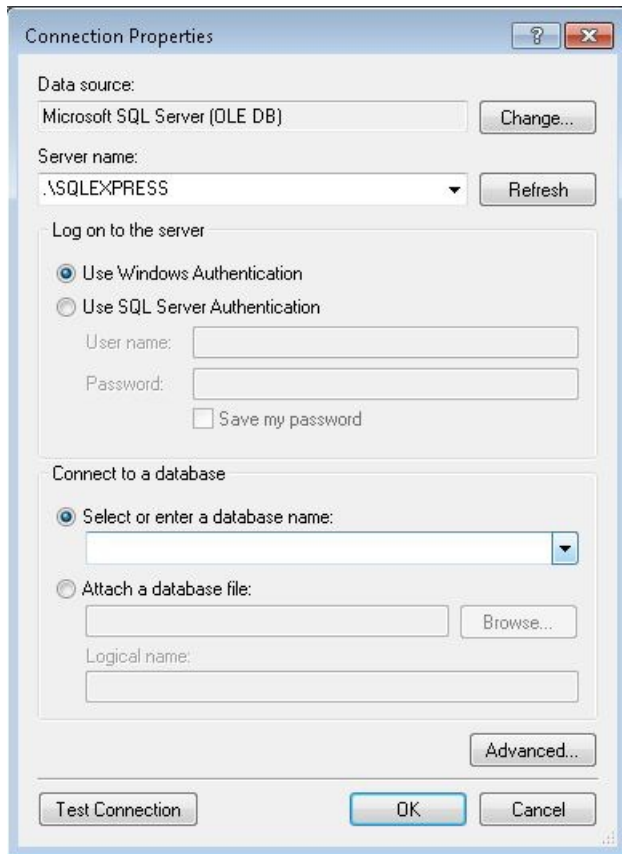 Connection Properties
Data source:
Microsoft SQL Server (OLE DB)
Change...
Server name:
.\SQLEXPRESS
Refresh
Log on to the server
Use Windows Authentication
Use SQL Server Authentication
User name:
Password:
Save my password
Connect to a database
Select or enter a database name:
Attach a database file:
Browse...
Logical name:
Advanced...
Test Connection
OK
Cancel